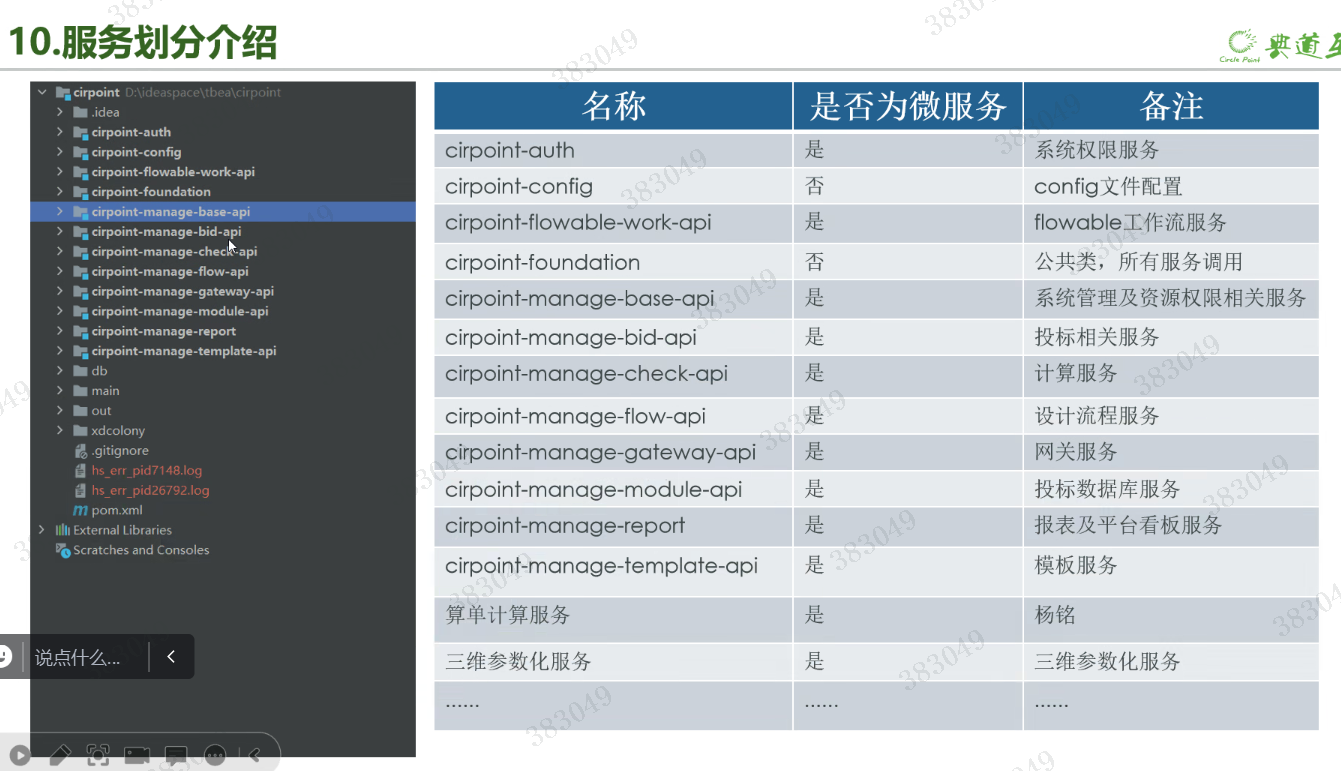 10.服务划分介绍
Circle Point
典道
cirpoint D:\ideaspace\tbea\cirpoint
.idea
cirpoint-auth
cirpoint-config
cirpoint-flowable-work-api
cirpoint-foundation
cirpoint-manage-base-api
cirpoint-manage-bid-api
cirpoint-manage-check-api
cirpoint-manage-flow-api
cirpoint-manage-gateway-api
cirpoint-manage-module-api
cirpoint-manage-report
cirpoint-manage-template-api
db
main
out
xdcolony
.gitignore
hs_err_pid7148.log
hs_err_pid26792.log
pom.xml
External Libraries
Scratches and Consoles
说点什么...
名称 是否为微服务 备注
cirpoint-auth 是 系统权限服务
cirpoint-config 否 config文件配置
cirpoint-flowable-work-api 是 flowable工作流服务
cirpoint-foundation 否 公共类，所有服务调用
cirpoint-manage-base-api 是 系统管理及资源权限相关服务
cirpoint-manage-bid-api 是 投标相关服务
cirpoint-manage-check-api 是 计算服务
cirpoint-manage-flow-api 是 设计流程服务
cirpoint-manage-gateway-api 是 网关服务
cirpoint-manage-module-api 是 投标数据库服务
cirpoint-manage-report 是 报表及平台看板服务
cirpoint-manage-template-api 是 模板服务
算单计算服务 是 杨铭
三维参数化服务 是 三维参数化服务
...... ...... ......
383049